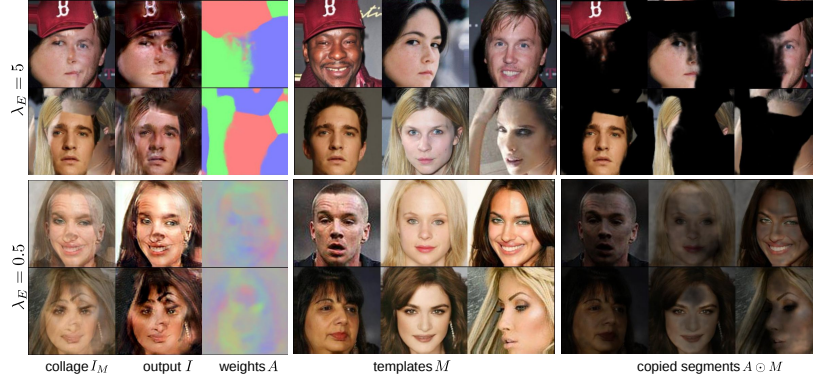 λ_E = 5
B
B
B
B
λ_E = 0.5
collage I_M
output I
weights A
templates M
copied segments A ⊙ M